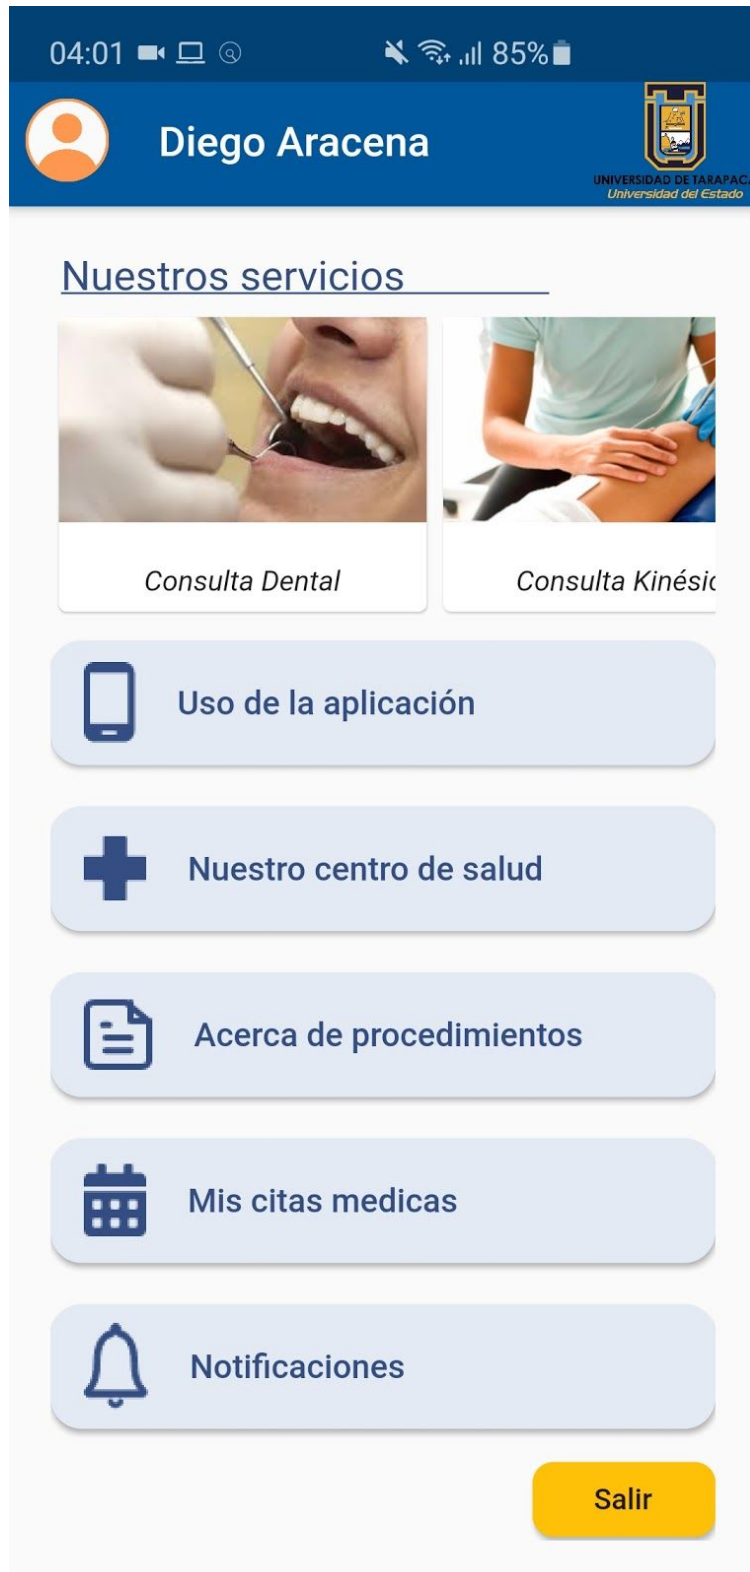 04:01
85%
Diego Aracena
UNIVERSIDAD DE TARAPAC
Universidad del Estado
Nuestros servicios
Consulta Dental
Consulta Kinésic
Uso de la aplicación
Nuestro centro de salud
Acerca de procedimientos
Mis citas medicas
Notificaciones
Salir